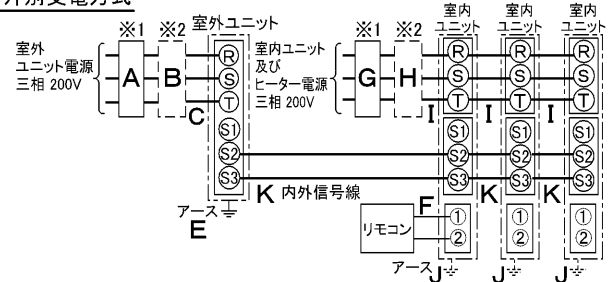 外別受電方式
※1 ※2 室外ユニット
室外
ユニット電源
三相 200V
A B C
R
S
T
S1
S2
S3
アース
E
※1 ※2
室内ユニット
及び
ヒーター電源
三相 200V
G H
室内
ユニット
室内
ユニット
室内
ユニット
R R R
S S S
T T T
I I I
S1 S1 S1
S2 S2 S2
S3 S3 S3
K 内外信号線
K K
リモコン
F
① ① ①
② ② ②
アース
J J J